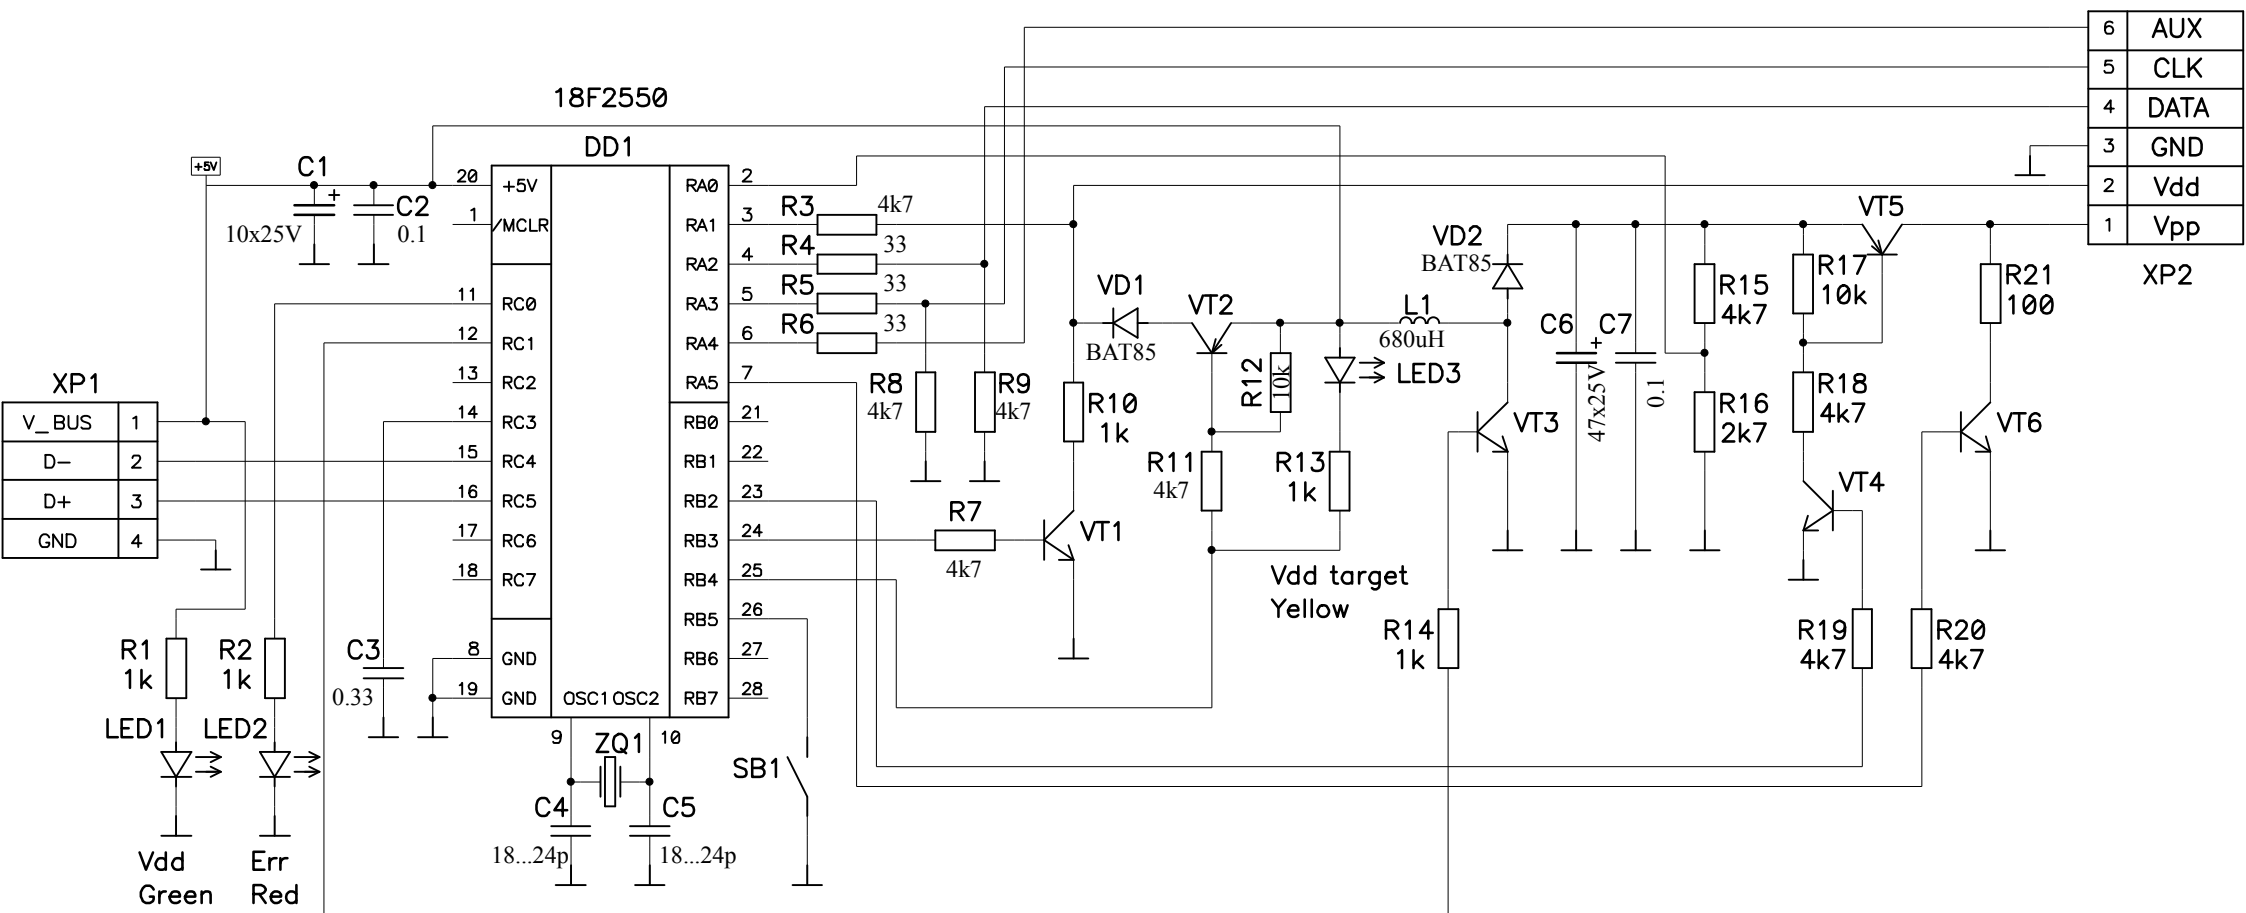 18F2550
DD1
+5V
C1
+
10x25V
C2
0.1
20 +5V
1 /MCLR
11 RC0
12 RC1
13 RC2
14 RC3
15 RC4
16 RC5
17 RC6
18 RC7
8 GND
19 GND
OSC1 OSC2
9
10
RA0 2
RA1 3
RA2 4
RA3 5
RA4 6
RA5 7
RB0 21
RB1 22
RB2 23
RB3 24
RB4 25
RB5 26
RB6 27
RB7 28
XP1
V_BUS 1
D- 2
D+ 3
GND 4
R1
1k
LED1
Vdd
Green
R2
1k
LED2
Err
Red
C3
0.33
ZQ1
C4
18...24p
C5
18...24p
SB1
R3
4k7
R4
33
R5
33
R6
33
R8
4k7
R9
4k7
R7
4k7
R10
1k
VT1
VD1
BAT85
VT2
R12
10k
R11
4k7
R13
1k
LED3
Vdd target
Yellow
L1
680uH
VD2
BAT85
VT3
R14
1k
C6
+
47x25V
C7
0.1
R15
4k7
R16
2k7
R17
10k
R18
4k7
VT4
R19
4k7
VT5
R21
100
VT6
R20
4k7
6 AUX
5 CLK
4 DATA
3 GND
2 Vdd
1 Vpp
XP2